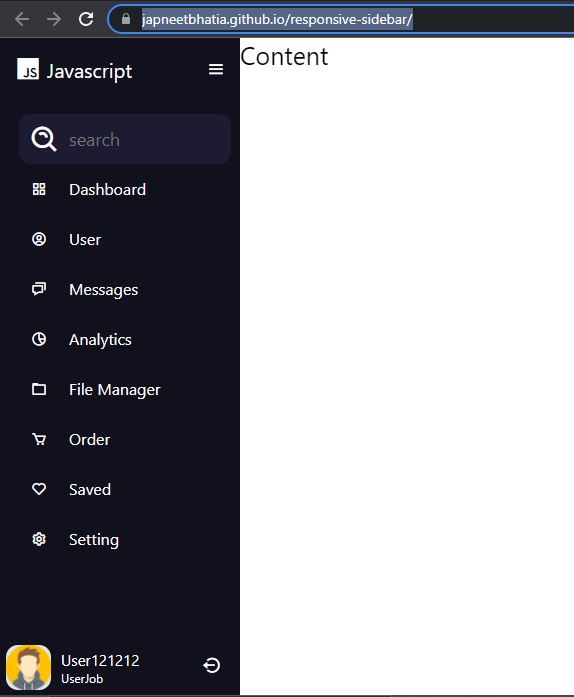 japneetbhatia.github.io/responsive-sidebar/
JS Javascript
Content
search
Dashboard
User
Messages
Analytics
File Manager
Order
Saved
Setting
User121212
UserJob